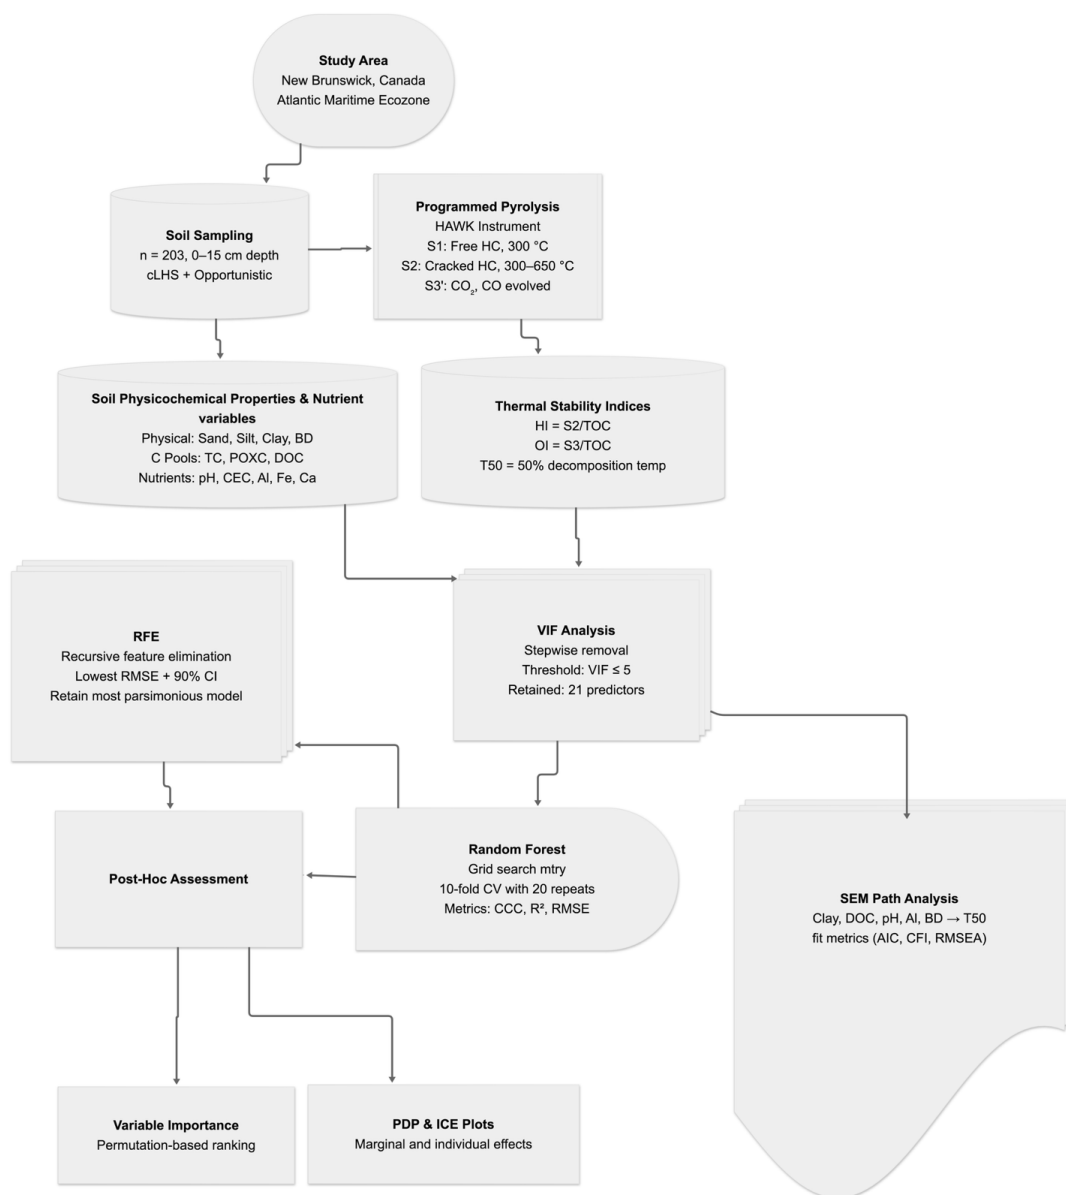 Study Area
New Brunswick, Canada
Atlantic Maritime Ecozone
Soil Sampling
n = 203, 0–15 cm depth
cLHS + Opportunistic
Programmed Pyrolysis
HAWK Instrument
S1: Free HC, 300 °C
S2: Cracked HC, 300–650 °C
S3': CO₂, CO evolved
Soil Physicochemical Properties & Nutrient
variables
Physical: Sand, Silt, Clay, BD
C Pools: TC, POXC, DOC
Nutrients: pH, CEC, Al, Fe, Ca
Thermal Stability Indices
HI = S2/TOC
OI = S3/TOC
T50 = 50% decomposition temp
RFE
Recursive feature elimination
Lowest RMSE + 90% CI
Retain most parsimonious model
VIF Analysis
Stepwise removal
Threshold: VIF ≤ 5
Retained: 21 predictors
Post-Hoc Assessment
Random Forest
Grid search mtry
10-fold CV with 20 repeats
Metrics: CCC, R², RMSE
SEM Path Analysis
Clay, DOC, pH, Al, BD → T50
fit metrics (AIC, CFI, RMSEA)
Variable Importance
Permutation-based ranking
PDP & ICE Plots
Marginal and individual effects